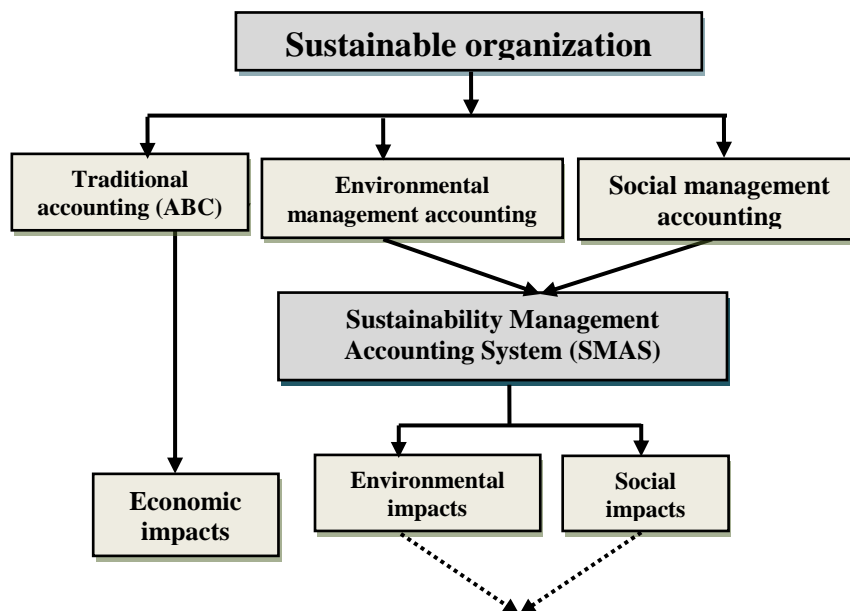 Sustainable organization
Traditional
accounting (ABC)
Environmental
management accounting
Social management
accounting
Sustainability Management
Accounting System (SMAS)
Economic
impacts
Environmental
impacts
Social
impacts